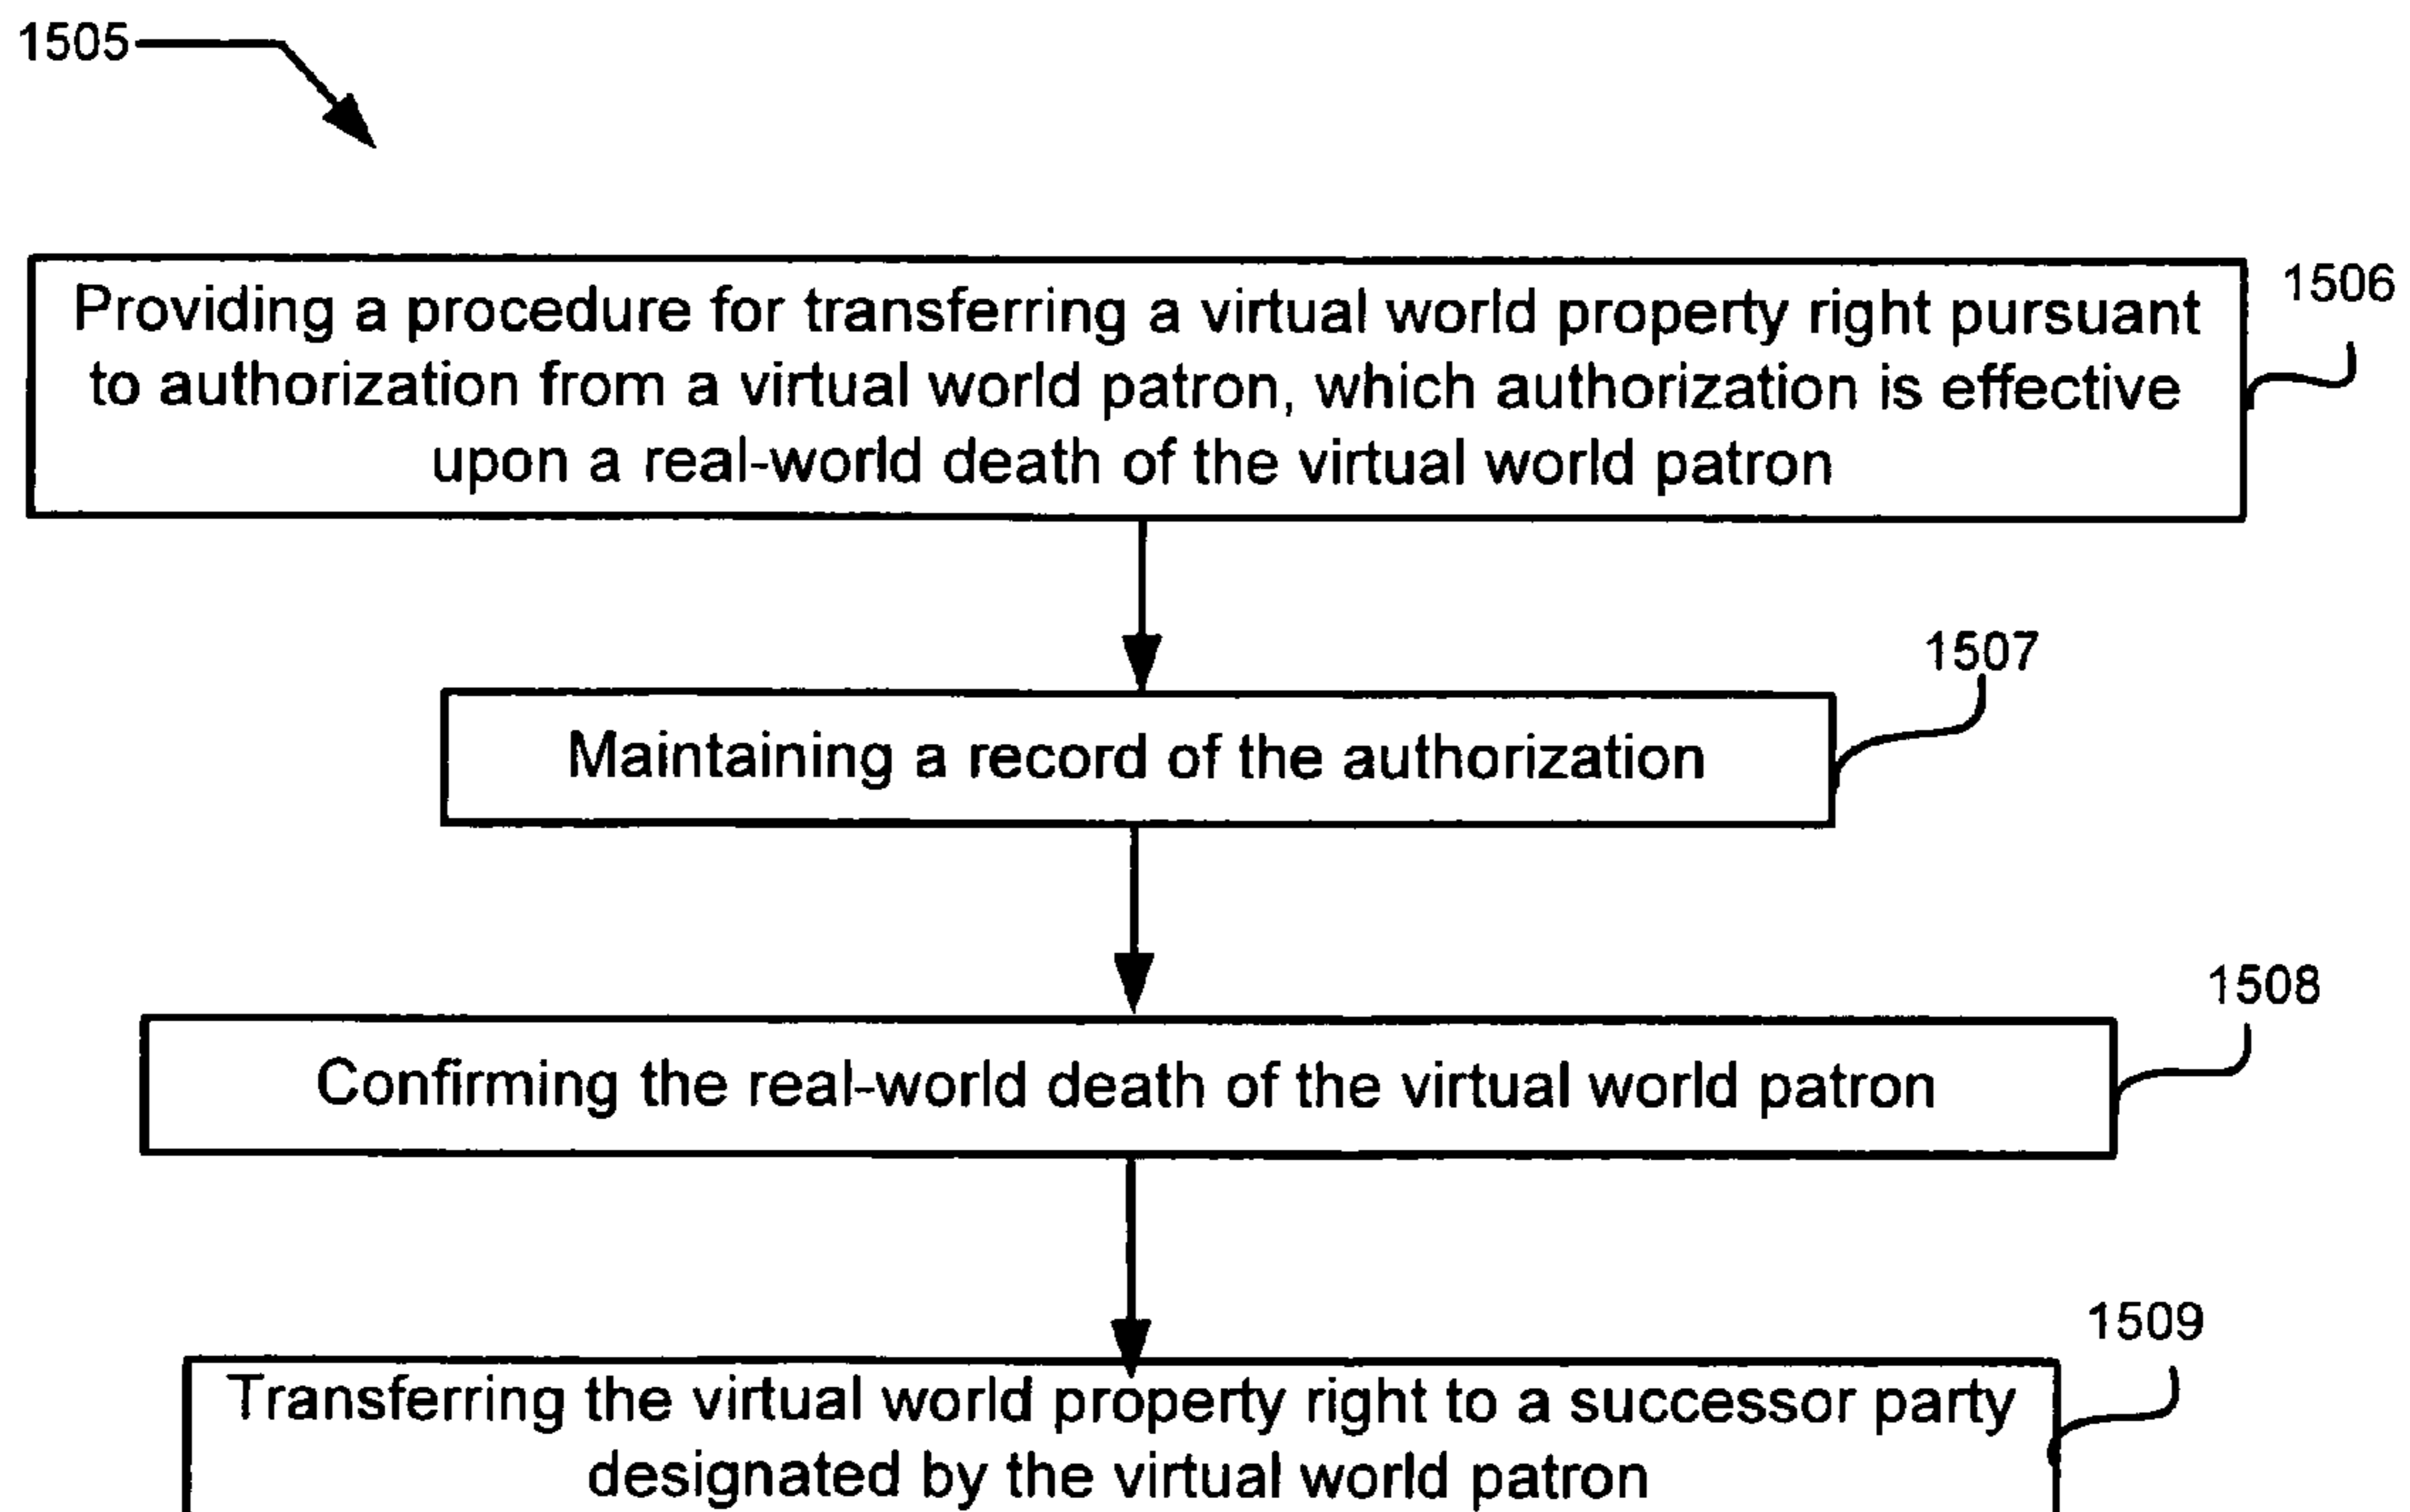 1505
1506
Providing a procedure for transferring a virtual world property right pursuant
to authorization from a virtual world patron, which authorization is effective
upon a real-world death of the virtual world patron
1507
Maintaining a record of the authorization
1508
Confirming the real-world death of the virtual world patron
1509
Transferring the virtual world property right to a successor party
designated by the virtual world patron